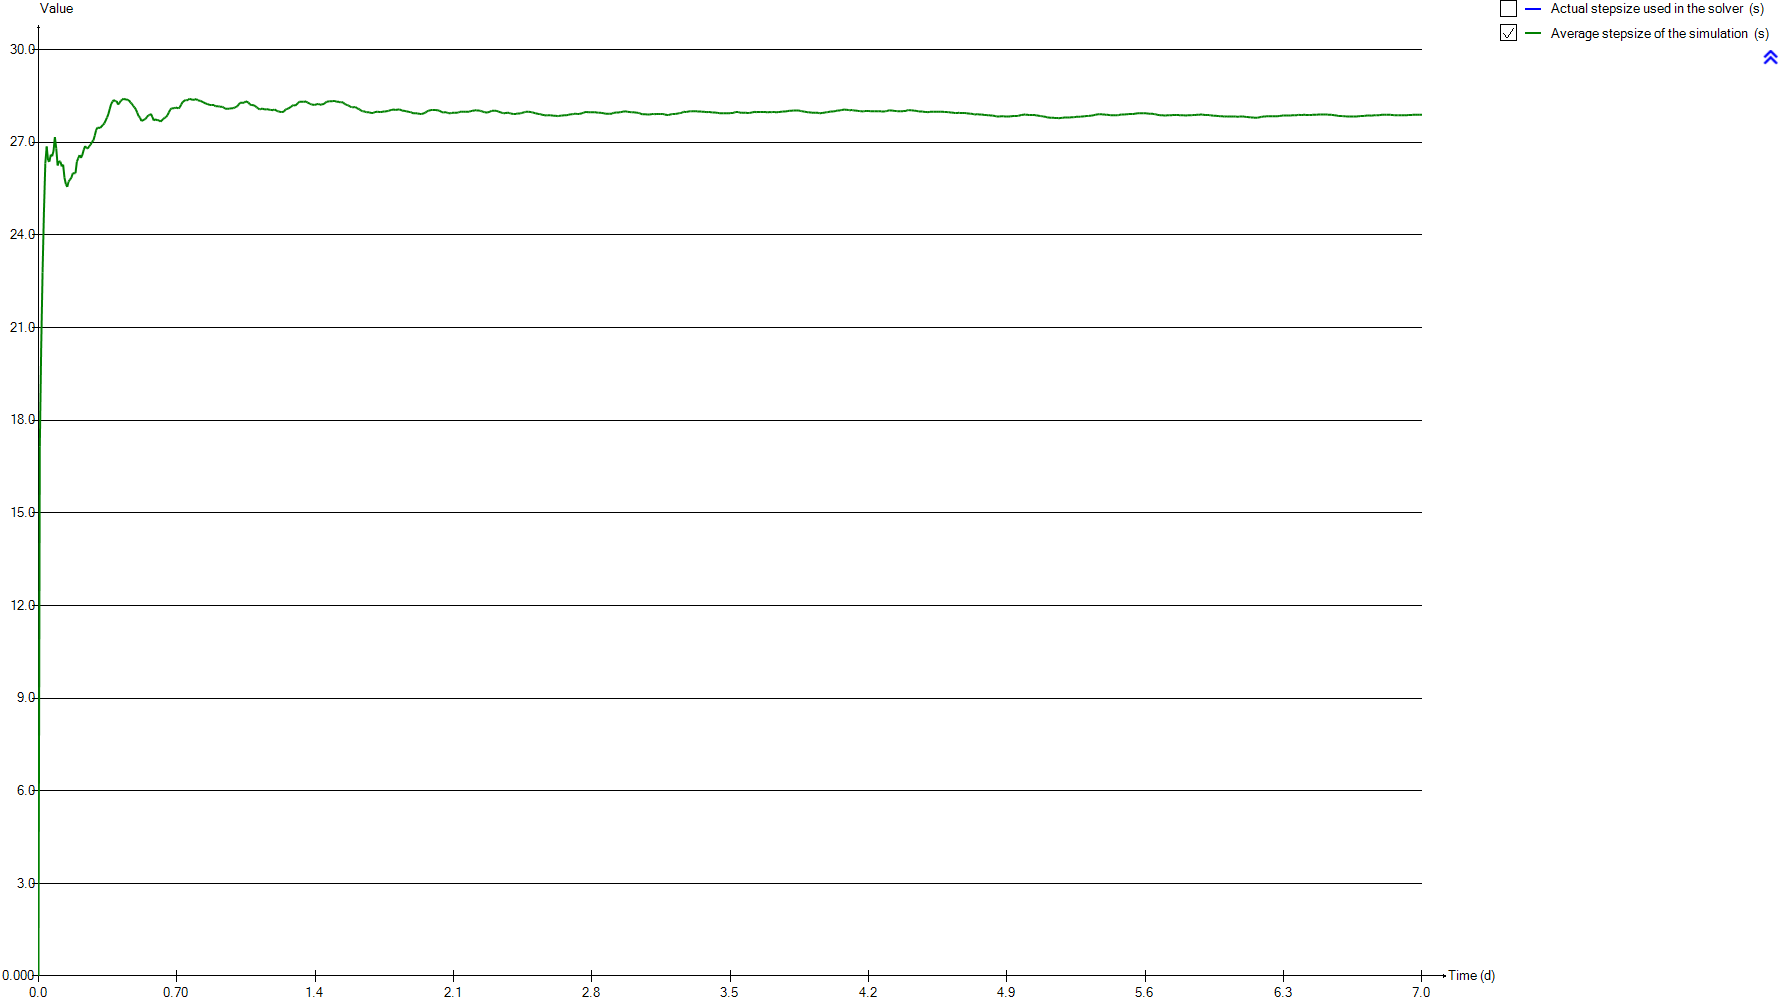 Value
Actual stepsize used in the solver (s)
Average stepsize of the simulation (s)
30.0
27.0
24.0
21.0
18.0
15.0
12.0
9.0
6.0
3.0
0.000
Time (d)
0.0 0.70 1.4 2.1 2.8 3.5 4.2 4.9 5.6 6.3 7.0